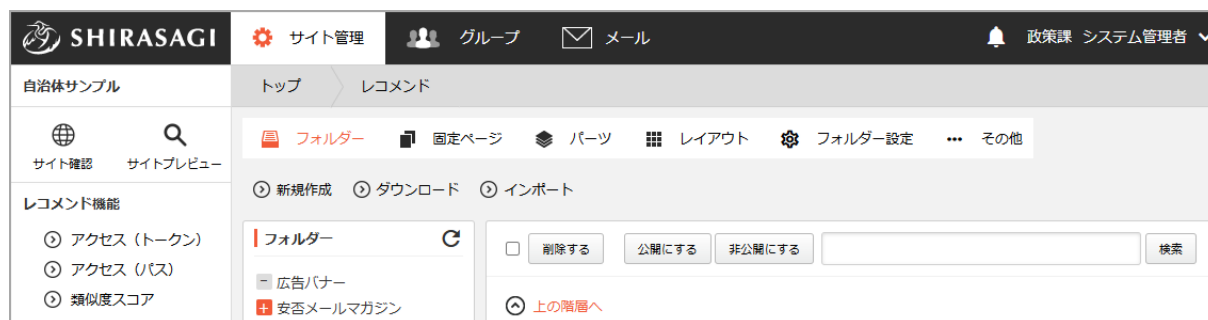 SHIRASAGI サイト管理 グループ メール 政策課 システム管理者
自治体サンプル トップ レコメンド
フォルダー 固定ページ パーツ レイアウト フォルダー設定 その他
サイト確認 サイトプレビュー
新規作成 ダウンロード インポート
レコメンド機能
アクセス（トークン）
アクセス（パス）
類似度スコア
フォルダー
広告バナー
安否メールマガジン
削除する 公開にする 非公開にする 検索
上の階層へ